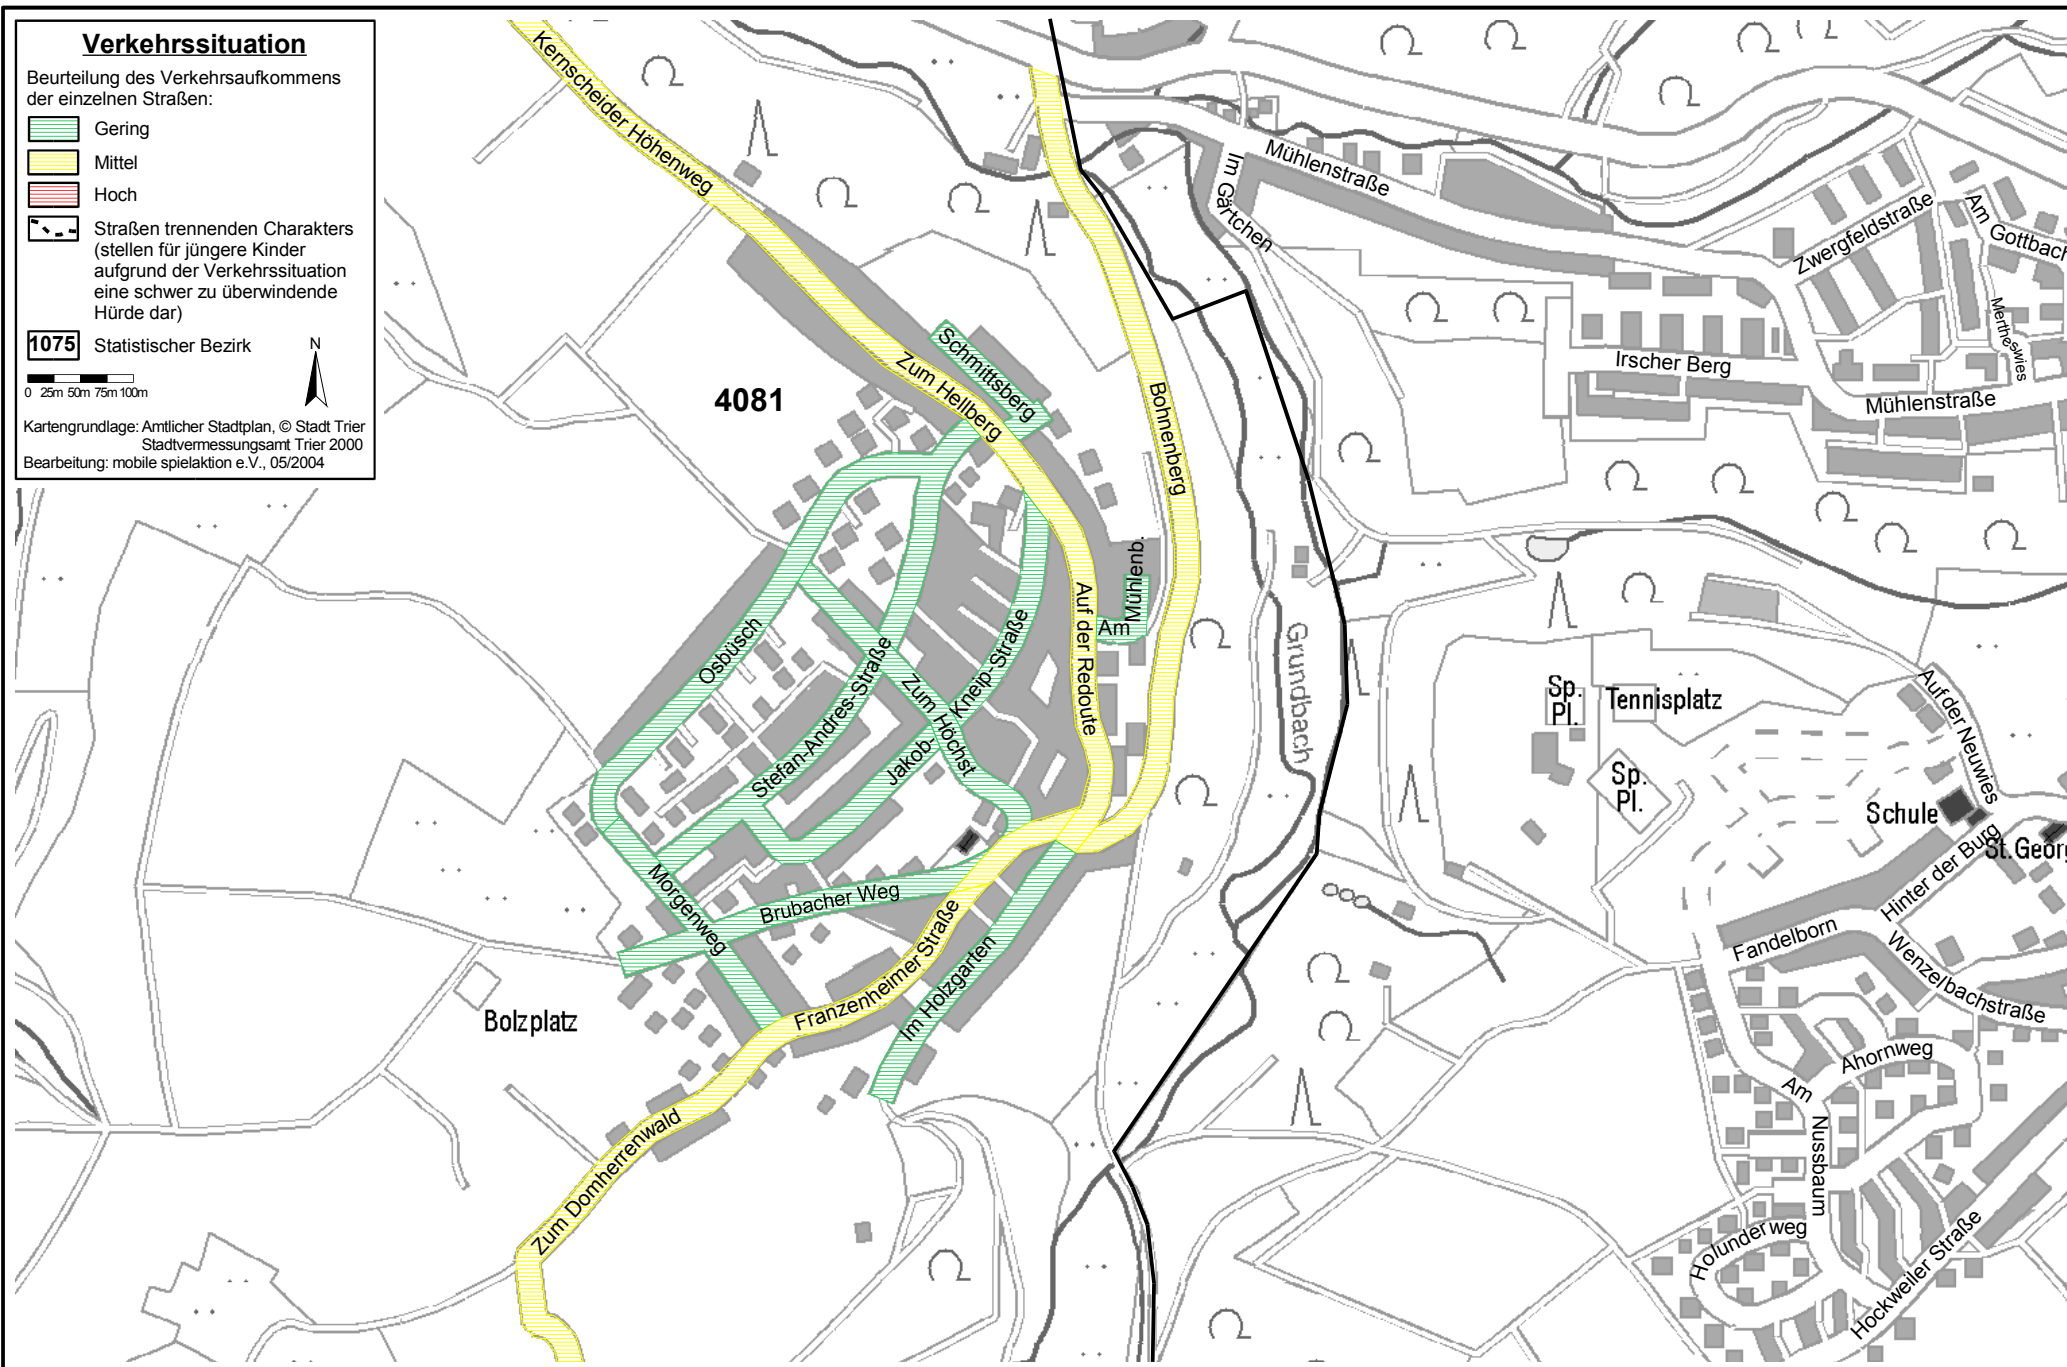 Verkehrssituation
Beurteilung des Verkehrsaufkommens
der einzelnen Straßen:
Gering
Mittel
Hoch
Straßen trennenden Charakters
(stellen für jüngere Kinder
aufgrund der Verkehrssituation
eine schwer zu überwindende
Hürde dar)
1075 Statistischer Bezirk
N
0 25m 50m 75m 100m
Kartengrundlage: Amtlicher Stadtplan, © Stadt Trier
Stadtvermessungsamt Trier 2000
Bearbeitung: mobile spielaktion e.V., 05/2004
Kernscheider Höhenweg
Mühlenstraße
Im Gärtchen
Zwergfeldstraße
Am Gottbach
Mertheswies
Irscher Berg
Mühlenstraße
Schmittsberg
Zum Hellberg
4081
Bohnenberg
Am Mühlenb.
Auf der Redoute
Osbüsch
Stefan-Andres-Straße
Jakob-Kneip-Straße
Zum Höchst
Grundbach
Sp.
Pl.
Tennisplatz
Sp.
Pl.
Auf der Neuwies
Schule
St. Georg
Hinter der Burg
Fandelborn
Wenzelbachstraße
Morgenweg
Brubacher Weg
Franzenheimer Straße
Im Holzgarten
Bolzplatz
Zum Domherrenwald
Ahornweg
Am Nussbaum
Holunderweg
Hockweiler Straße